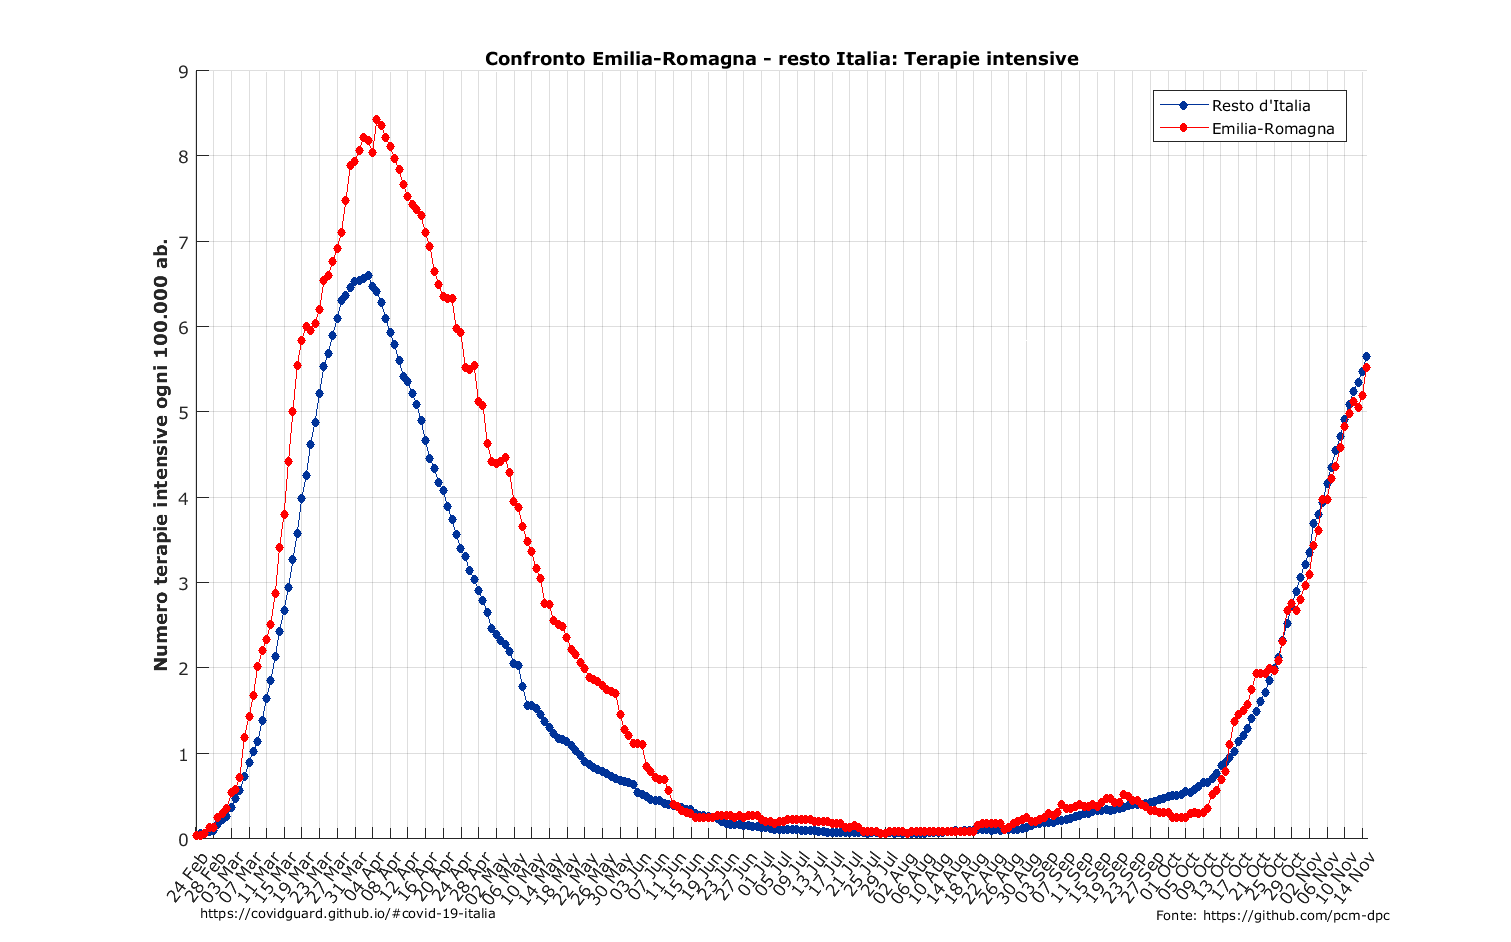 Confronto Emilia-Romagna - resto Italia: Terapie intensive
Resto d'Italia
Emilia-Romagna
Numero terapie intensive ogni 100.000 ab.
9
8
7
6
5
4
3
2
1
0
24 Feb
28 Feb
03 Mar
07 Mar
11 Mar
15 Mar
19 Mar
23 Mar
27 Mar
31 Mar
04 Apr
08 Apr
12 Apr
16 Apr
20 Apr
24 Apr
28 Apr
02 May
06 May
10 May
14 May
18 May
22 May
26 May
30 May
03 Jun
07 Jun
11 Jun
15 Jun
19 Jun
23 Jun
27 Jun
01 Jul
05 Jul
09 Jul
13 Jul
17 Jul
21 Jul
25 Jul
29 Jul
02 Aug
06 Aug
10 Aug
14 Aug
18 Aug
22 Aug
26 Aug
30 Aug
03 Sep
07 Sep
11 Sep
15 Sep
19 Sep
23 Sep
27 Sep
01 Oct
05 Oct
09 Oct
13 Oct
17 Oct
21 Oct
25 Oct
29 Oct
02 Nov
06 Nov
10 Nov
14 Nov
https://covidguard.github.io/#covid-19-italia
Fonte: https://github.com/pcm-dpc